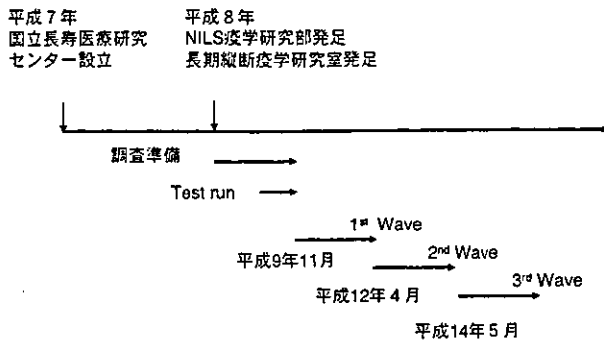 平成７年
国立長寿医療研究
センター設立
平成８年
NILS疫学研究部発足
長期縦断疫学研究室発足
調査準備
Test run
1st Wave
平成9年11月
2nd Wave
平成12年４月
3rd Wave
平成14年５月